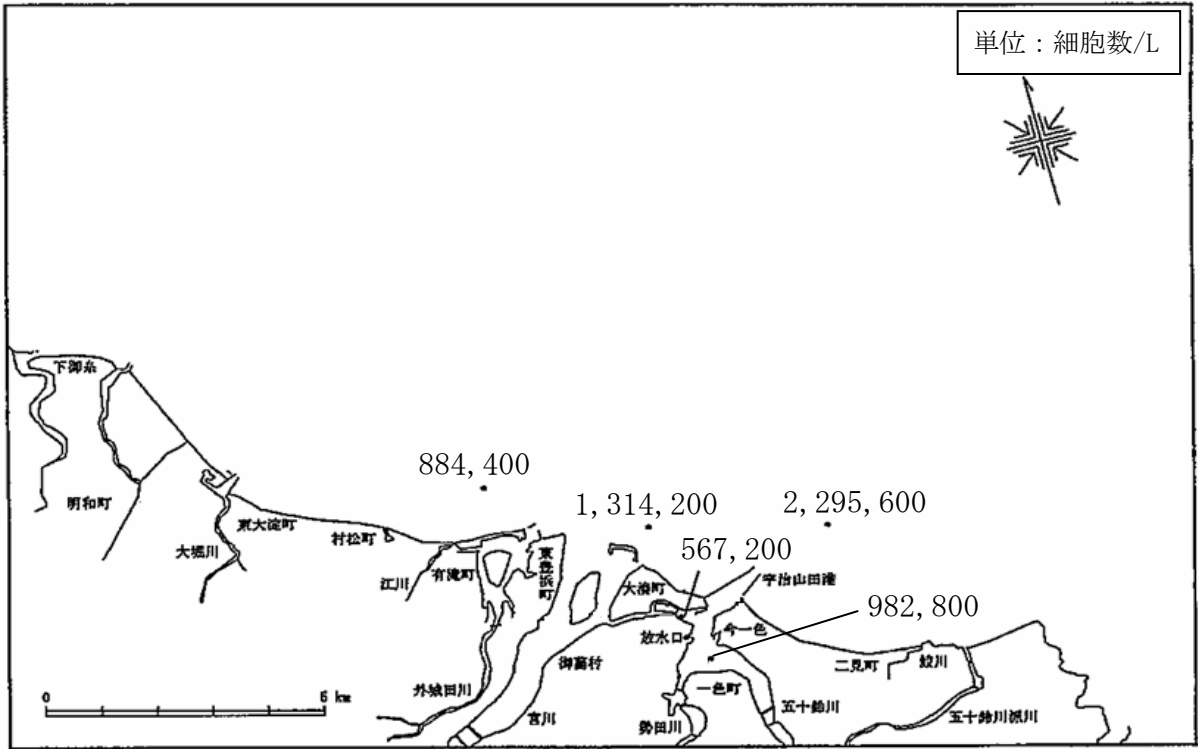 単位：細胞数/L
下御糸
884,400
明和町
1,314,200
2,295,600
東大淀町
村松町
大堀川
567,200
江川
有滝町
東豊浜町
大湊町
宇治山田港
982,800
放水口
今一色
御薗村
二見町
蛟川
外城田川
一色町
0
6 km
宮川
勢田川
五十鈴川
五十鈴川派川